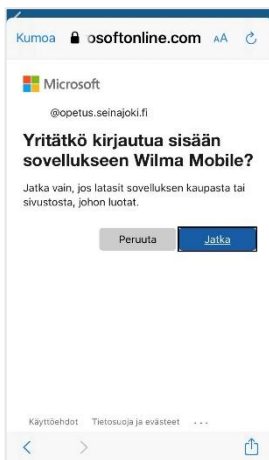 Kumoa osoftonline.com AA
Microsoft
@opetus.seinajoki.fi
Yritätkö kirjautua sisään
sovellukseen Wilma Mobile?
Jatka vain, jos latasit sovelluksen kaupasta tai
sivustosta, johon luotat.
Peruuta Jatka
Käyttöehdot Tietosuoja ja evästeet ...